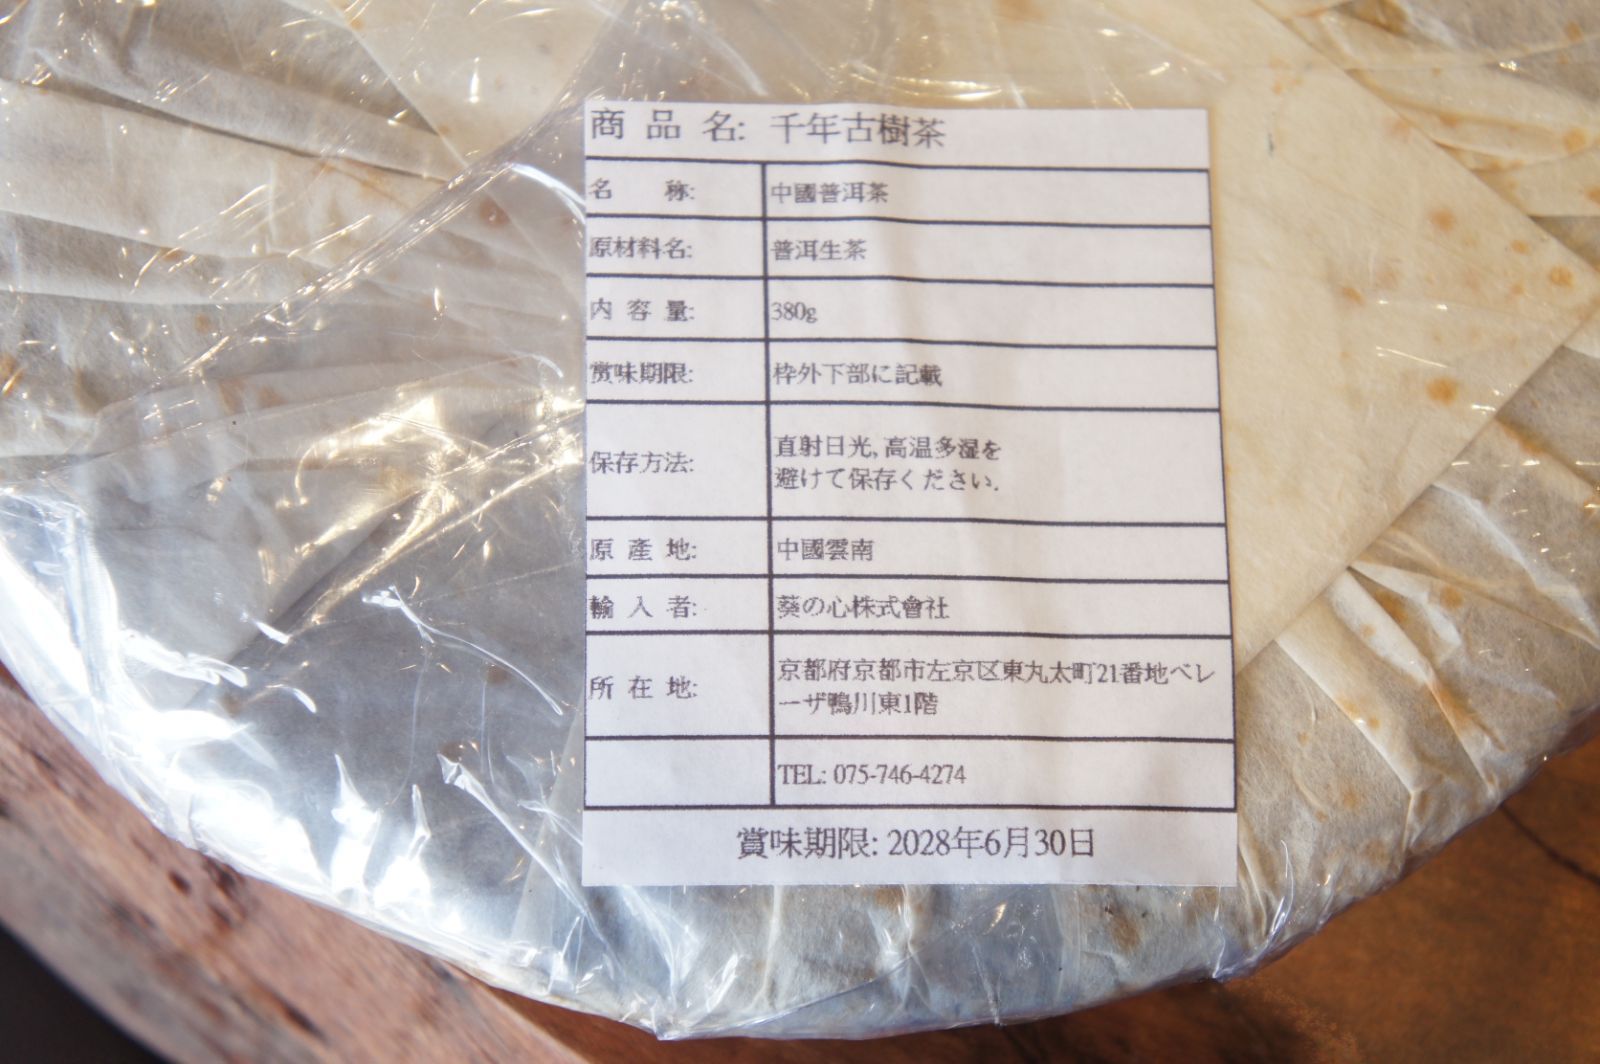 商品名: 千年古樹茶
名称: 中國普洱茶
原材料名: 普洱生茶
内容量: 380g
賞味期限: 枠外下部に記載
保存方法: 直射日光,高温多湿を
避けて保存ください.
原産地: 中國雲南
輸入者: 葵の心株式會社
所在地: 京都府京都市左京区東丸太町21番地ベレ
ーザ鴨川東1階
TEL: 075-746-4274
賞味期限: 2028年6月30日